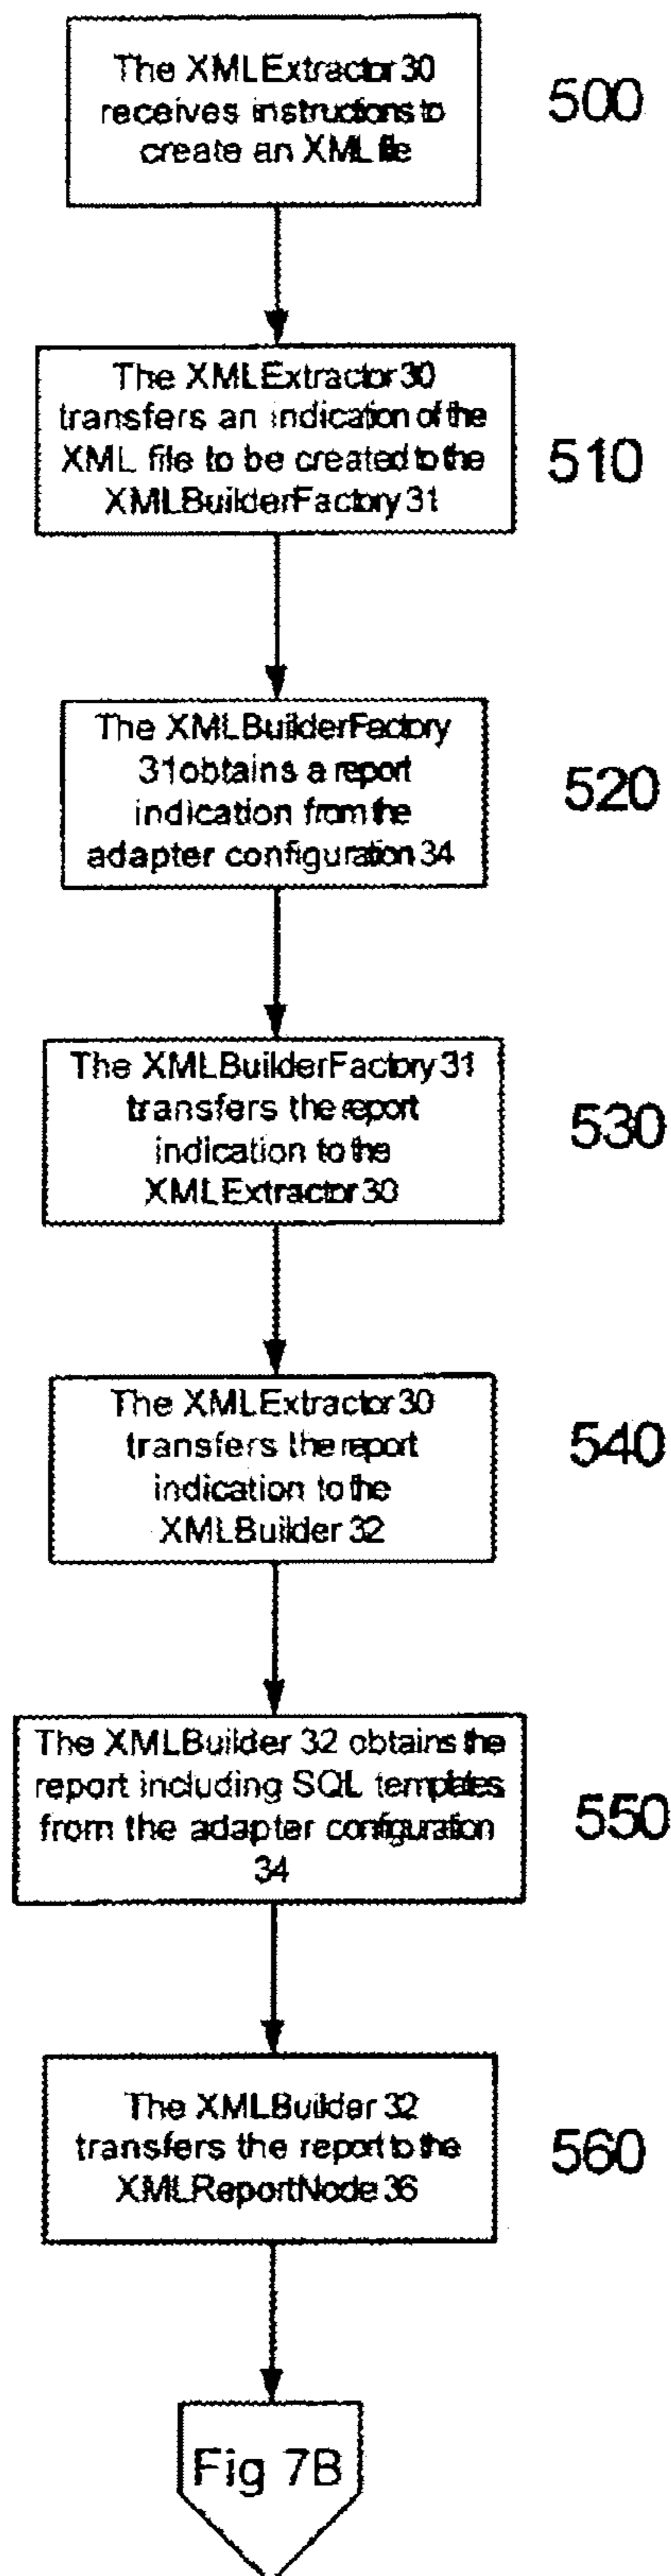 The XMLExtractor 30
receives instructions to
create an XML file
500
The XMLExtractor 30
transfers an indication of the
XML file to be created to the
XMLBuilderFactory 31
510
The XMLBuilderFactory
31 obtains a report
indication from the
adapter configuration 34
520
The XMLBuilderFactory 31
transfers the report
indication to the
XMLExtractor 30
530
The XMLExtractor 30
transfers the report
indication to the
XMLBuilder 32
540
The XMLBuilder 32 obtains the
report including SQL templates
from the adapter configuration
34
550
The XMLBuilder 32
transfers the report to the
XMLReportNode 36
560
Fig 7B